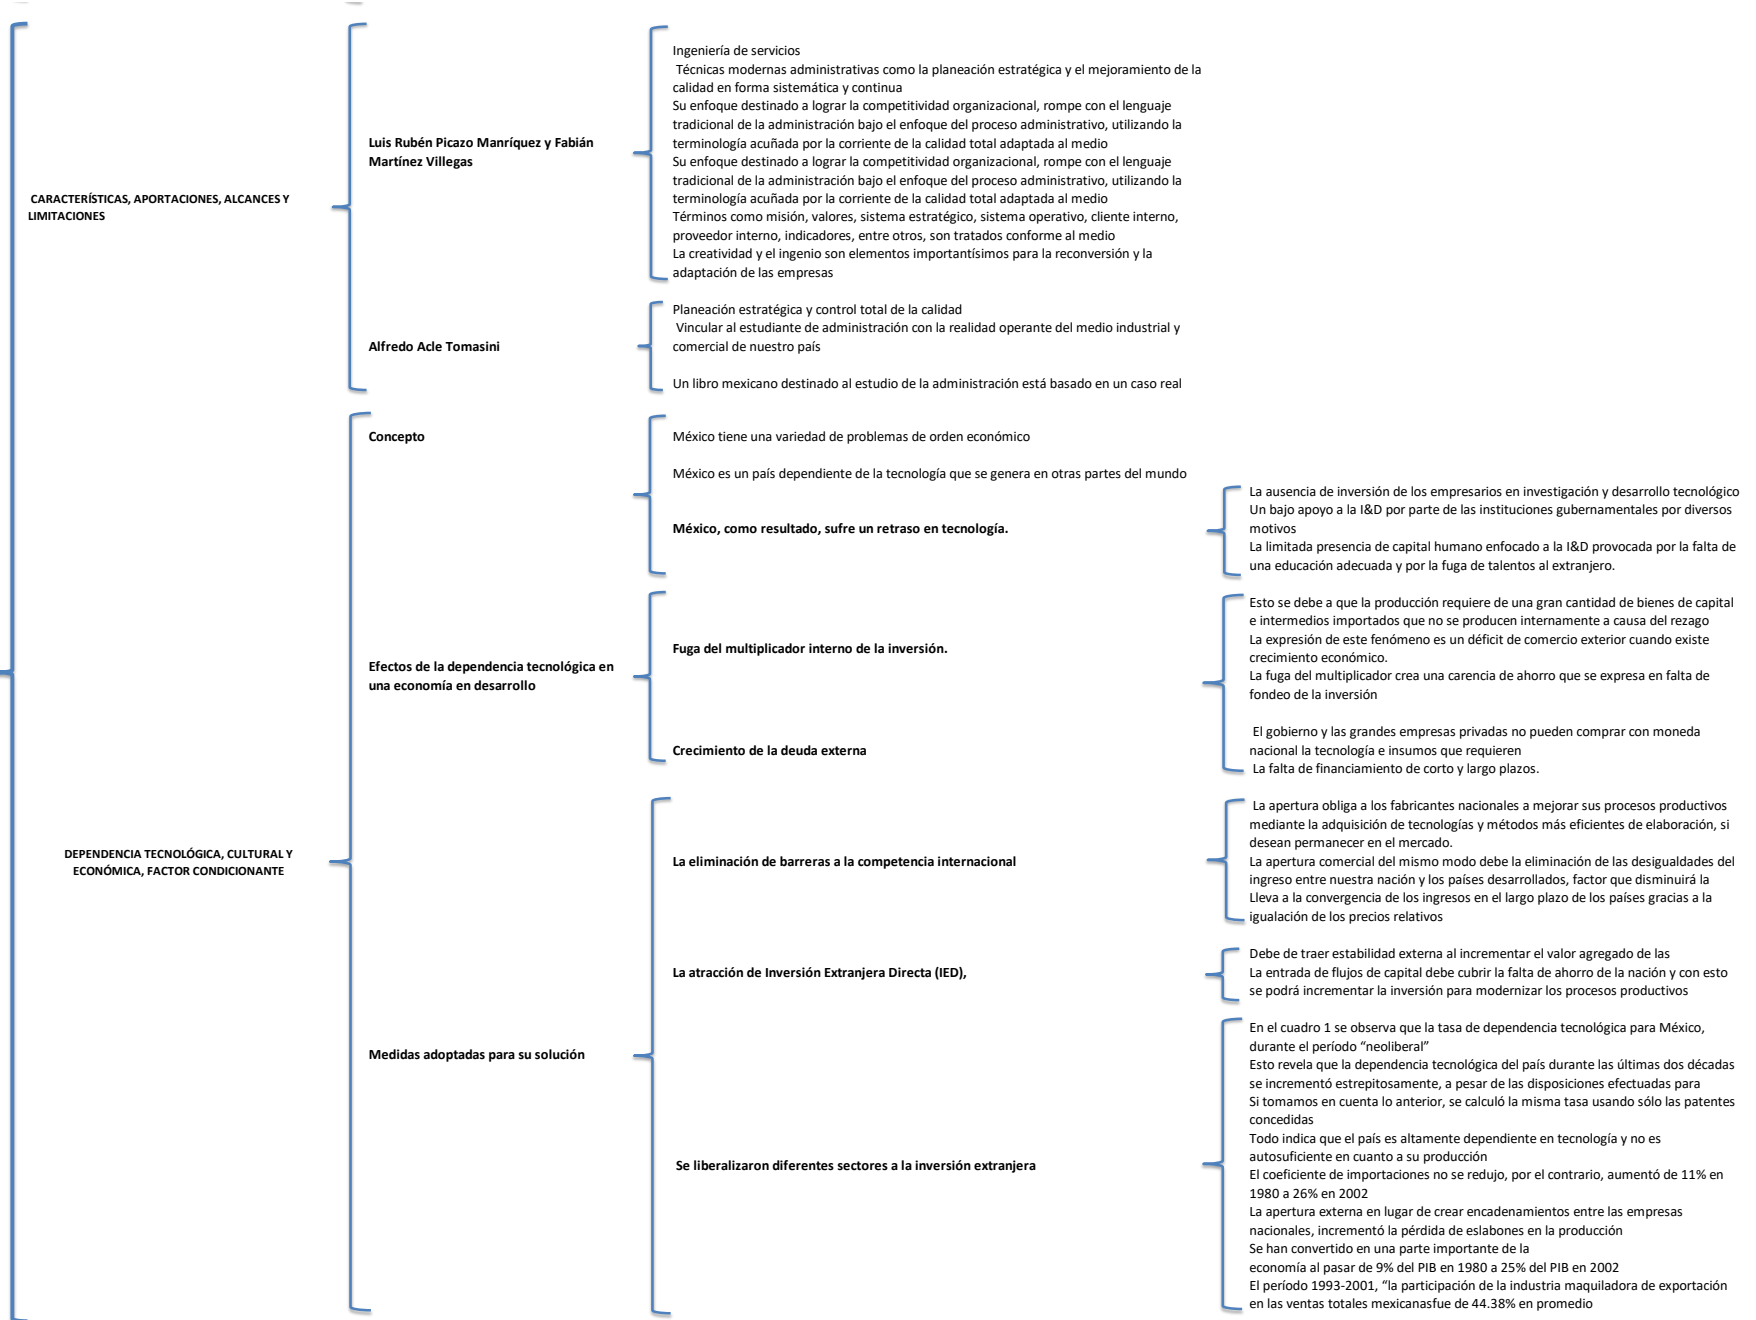 CARACTERÍSTICAS, APORTACIONES, ALCANCES Y
LIMITACIONES
Luis Rubén Picazo Manríquez y Fabián
Martínez Villegas
Ingeniería de servicios
Técnicas modernas administrativas como la planeación estratégica y el mejoramiento de la
calidad en forma sistemática y continua
Su enfoque destinado a lograr la competitividad organizacional, rompe con el lenguaje
tradicional de la administración bajo el enfoque del proceso administrativo, utilizando la
terminología acuñada por la corriente de la calidad total adaptada al medio
Su enfoque destinado a lograr la competitividad organizacional, rompe con el lenguaje
tradicional de la administración bajo el enfoque del proceso administrativo, utilizando la
terminología acuñada por la corriente de la calidad total adaptada al medio
Términos como misión, valores, sistema estratégico, sistema operativo, cliente interno,
proveedor interno, indicadores, entre otros, son tratados conforme al medio
La creatividad y el ingenio son elementos importantísimos para la reconversión y la
adaptación de las empresas
Alfredo Acle Tomasini
Planeación estratégica y control total de la calidad
Vincular al estudiante de administración con la realidad operante del medio industrial y
comercial de nuestro país
Un libro mexicano destinado al estudio de la administración está basado en un caso real
DEPENDENCIA TECNOLÓGICA, CULTURAL Y
ECONÓMICA, FACTOR CONDICIONANTE
Concepto
México tiene una variedad de problemas de orden económico
México es un país dependiente de la tecnología que se genera en otras partes del mundo
México, como resultado, sufre un retraso en tecnología.
La ausencia de inversión de los empresarios en investigación y desarrollo tecnológico
Un bajo apoyo a la I&D por parte de las instituciones gubernamentales por diversos
motivos
La limitada presencia de capital humano enfocado a la I&D provocada por la falta de
una educación adecuada y por la fuga de talentos al extranjero.
Efectos de la dependencia tecnológica en
una economía en desarrollo
Fuga del multiplicador interno de la inversión.
Crecimiento de la deuda externa
Esto se debe a que la producción requiere de una gran cantidad de bienes de capital
e intermedios importados que no se producen internamente a causa del rezago
La expresión de este fenómeno es un déficit de comercio exterior cuando existe
crecimiento económico.
La fuga del multiplicador crea una carencia de ahorro que se expresa en falta de
fondeo de la inversión
El gobierno y las grandes empresas privadas no pueden comprar con moneda
nacional la tecnología e insumos que requieren
La falta de financiamiento de corto y largo plazos.
Medidas adoptadas para su solución
La eliminación de barreras a la competencia internacional
La apertura obliga a los fabricantes nacionales a mejorar sus procesos productivos
mediante la adquisición de tecnologías y métodos más eficientes de elaboración, si
desean permanecer en el mercado.
La apertura comercial del mismo modo debe la eliminación de las desigualdades del
ingreso entre nuestra nación y los países desarrollados, factor que disminuirá la
Lleva a la convergencia de los ingresos en el largo plazo de los países gracias a la
igualación de los precios relativos
La atracción de Inversión Extranjera Directa (IED),
Debe de traer estabilidad externa al incrementar el valor agregado de las
La entrada de flujos de capital debe cubrir la falta de ahorro de la nación y con esto
se podrá incrementar la inversión para modernizar los procesos productivos
Se liberalizaron diferentes sectores a la inversión extranjera
En el cuadro 1 se observa que la tasa de dependencia tecnológica para México,
durante el período “neoliberal”
Esto revela que la dependencia tecnológica del país durante las últimas dos décadas
se incrementó estrepitosamente, a pesar de las disposiciones efectuadas para
Si tomamos en cuenta lo anterior, se calculó la misma tasa usando sólo las patentes
concedidas
Todo indica que el país es altamente dependiente en tecnología y no es
autosuficiente en cuanto a su producción
El coeficiente de importaciones no se redujo, por el contrario, aumentó de 11% en
1980 a 26% en 2002
La apertura externa en lugar de crear encadenamientos entre las empresas
nacionales, incrementó la pérdida de eslabones en la producción
Se han convertido en una parte importante de la
economía al pasar de 9% del PIB en 1980 a 25% del PIB en 2002
El período 1993-2001, “la participación de la industria maquiladora de exportación
en las ventas totales mexicanasfue de 44.38% en promedio